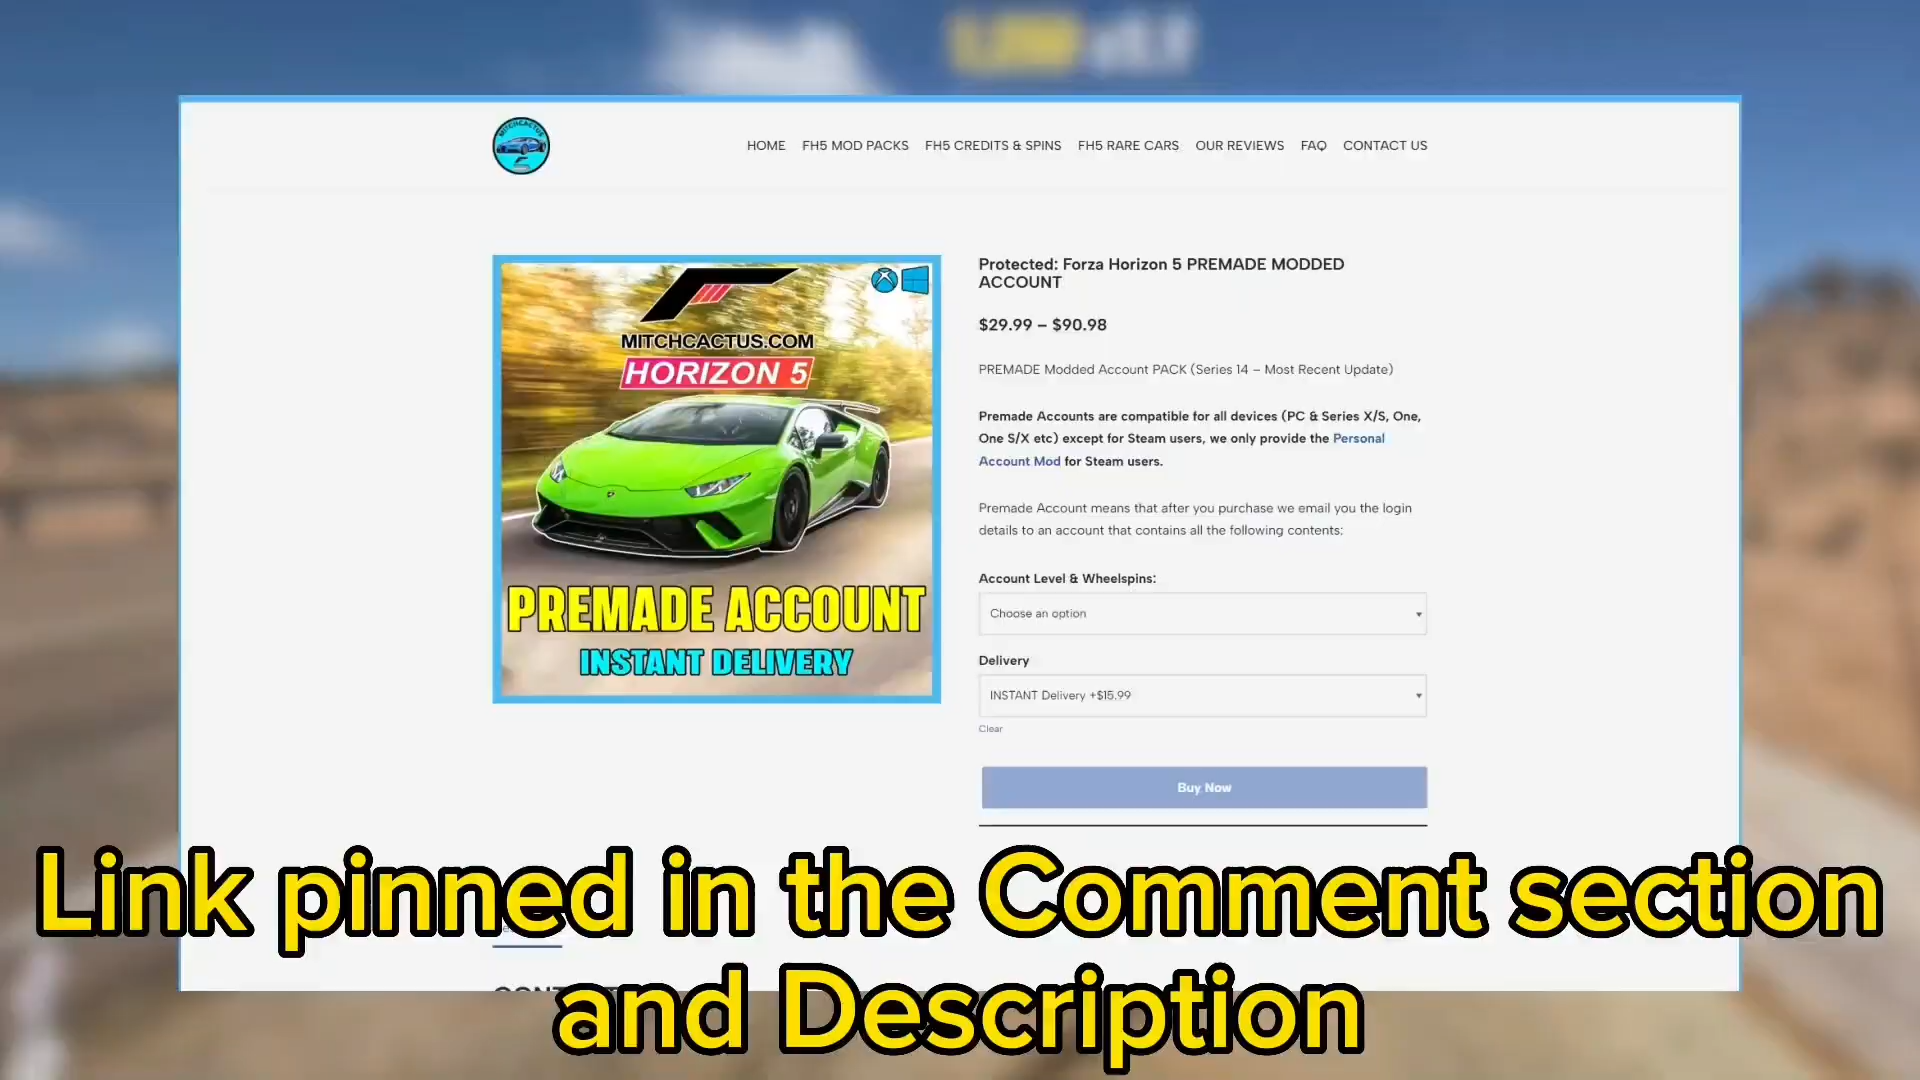 MITCHCACTUS
HOME FH5 MOD PACKS FH5 CREDITS & SPINS FH5 RARE CARS OUR REVIEWS FAQ CONTACT US
MITCHCACTUS.COM
HORIZON 5
PREMADE ACCOUNT
INSTANT DELIVERY
Protected: Forza Horizon 5 PREMADE MODDED
ACCOUNT
$29.99 – $90.98
PREMADE Modded Account PACK (Series 14 – Most Recent Update)
Premade Accounts are compatible for all devices (PC & Series X/S, One,
One S/X etc) except for Steam users, we only provide the Personal
Account Mod for Steam users.
Premade Account means that after you purchase we email you the login
details to an account that contains all the following contents:
Account Level & Wheelspins:
Choose an option
Delivery
INSTANT Delivery +$15.99
Clear
Buy Now
Link pinned in the Comment section
and Description